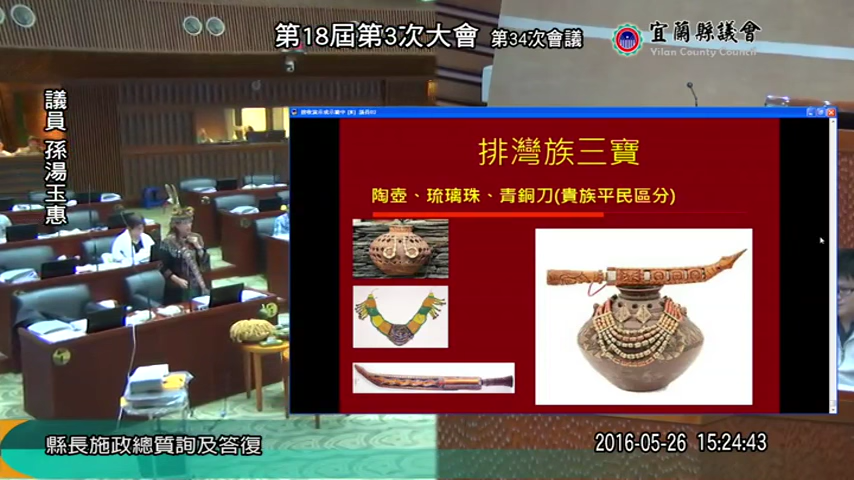 第18屆第3次大會 第34次會議
宜蘭縣議會
Yilan County Council
議員 孫湯玉惠
排灣族三寶
陶壺、琉璃珠、青銅刀(貴族平民區分)
縣長施政總質詢及答復
2016-05-26 15:24:43